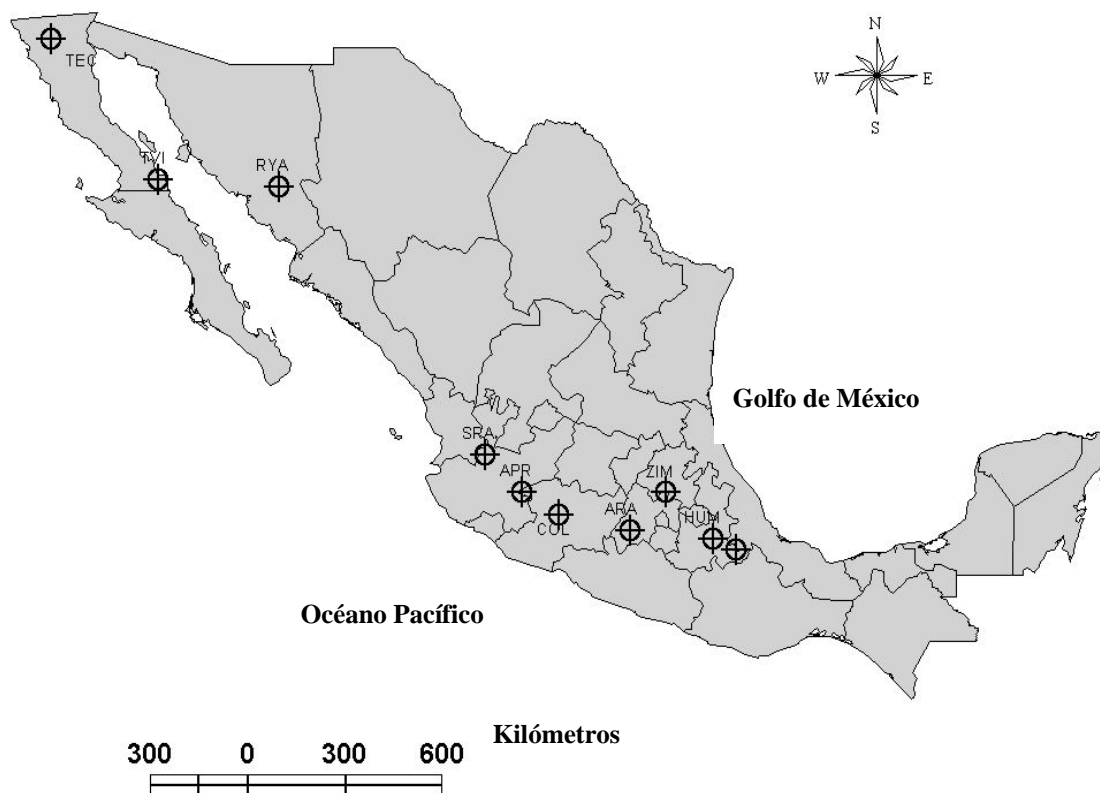 N
W E
S
TEC
TVI
RYA
Golfo de México
SRA
APR
ZIM
COL
ARA
HUM
Océano Pacífico
Kilómetros
300 0 300 600